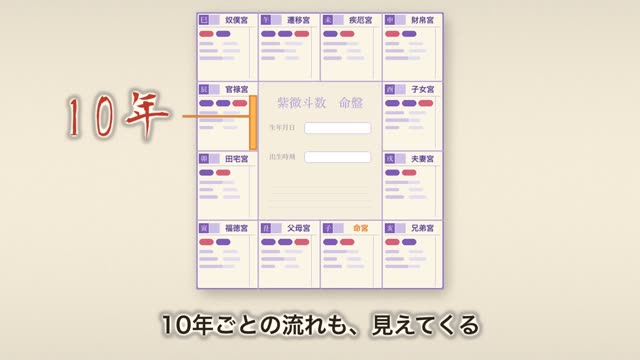 巳 奴僕宮
午 遷移宮
未 疾厄宮
申 財帛宮
辰 官禄宮
10年
紫微斗数 命盤
生年月日
出生時刻
酉 子女宮
卯 田宅宮
戌 夫妻宮
寅 福徳宮
丑 父母宮
子 命宮
亥 兄弟宮
10年ごとの流れも、見えてくる